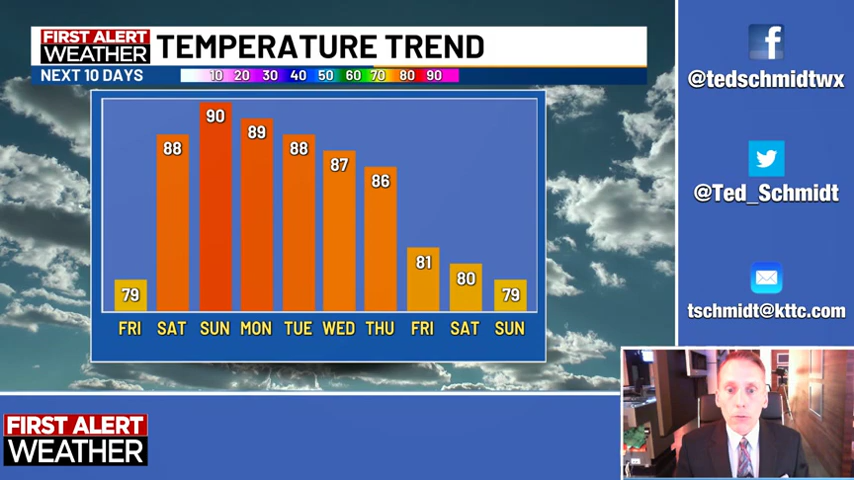 FIRST ALERT
WEATHER
TEMPERATURE TREND
NEXT 10 DAYS
10 20 30 40 50 60 70 80 90
79 88 90 89 88 87 86 81 80 79
FRI SAT SUN MON TUE WED THU FRI SAT SUN
@tedschmidtwx
@Ted_Schmidt
tschmidt@kttc.com
FIRST ALERT
WEATHER